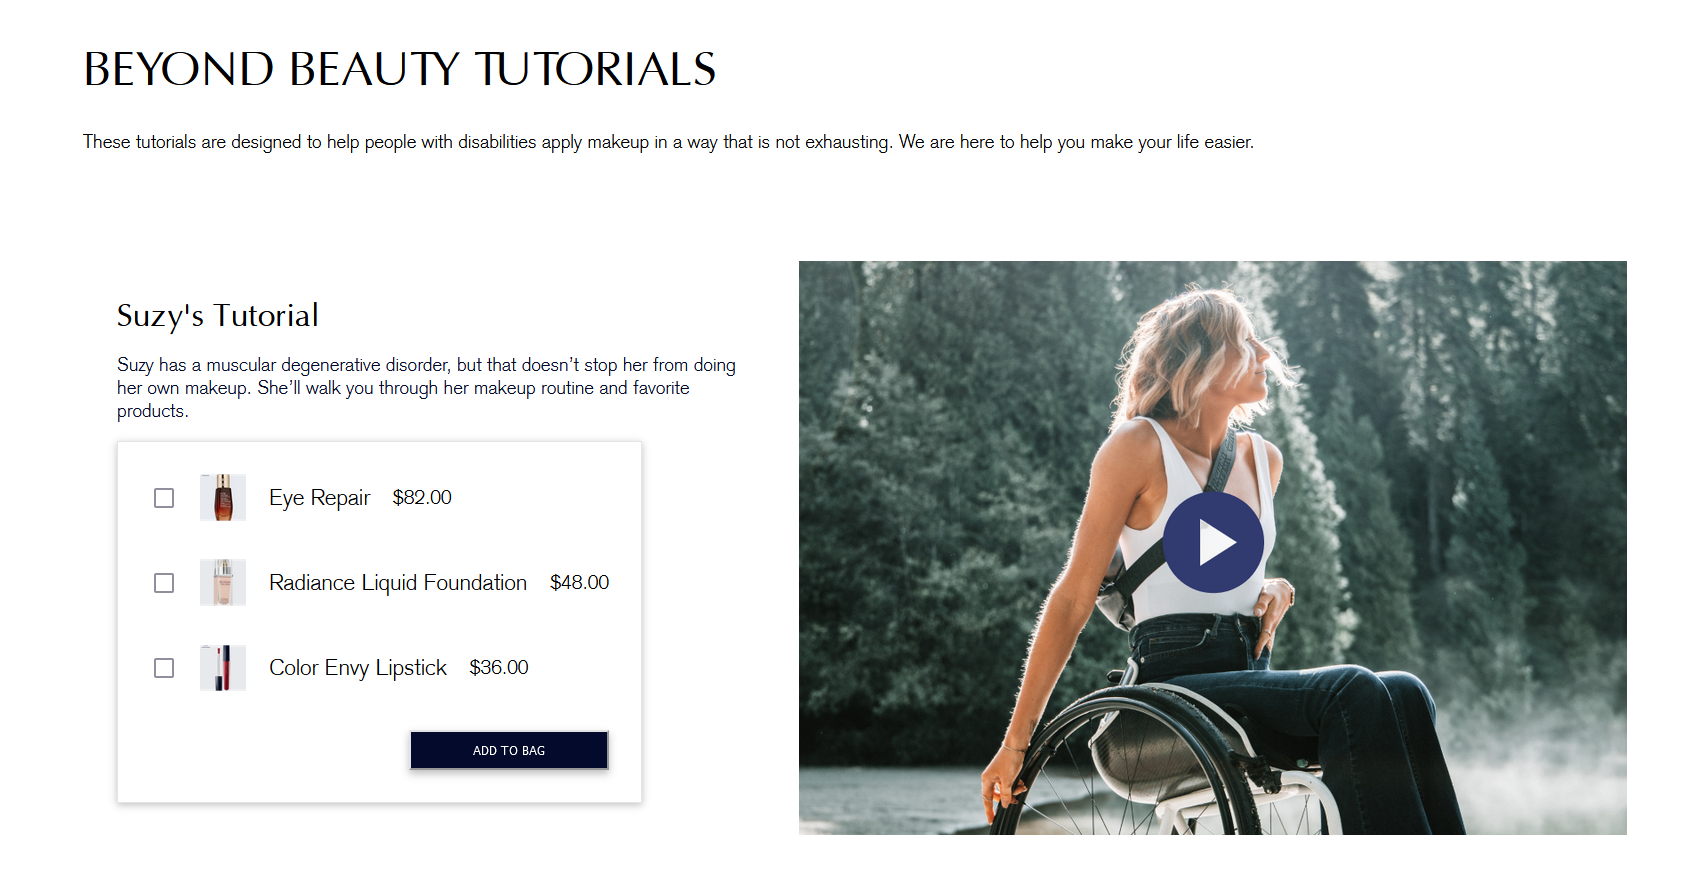 BEYOND BEAUTY TUTORIALS
These tutorials are designed to help people with disabilities apply makeup in a way that is not exhausting. We are here to help you make your life easier.
Suzy's Tutorial
Suzy has a muscular degenerative disorder, but that doesn’t stop her from doing
her own makeup. She’ll walk you through her makeup routine and favorite
products.
Eye Repair $82.00
Radiance Liquid Foundation $48.00
Color Envy Lipstick $36.00
ADD TO BAG